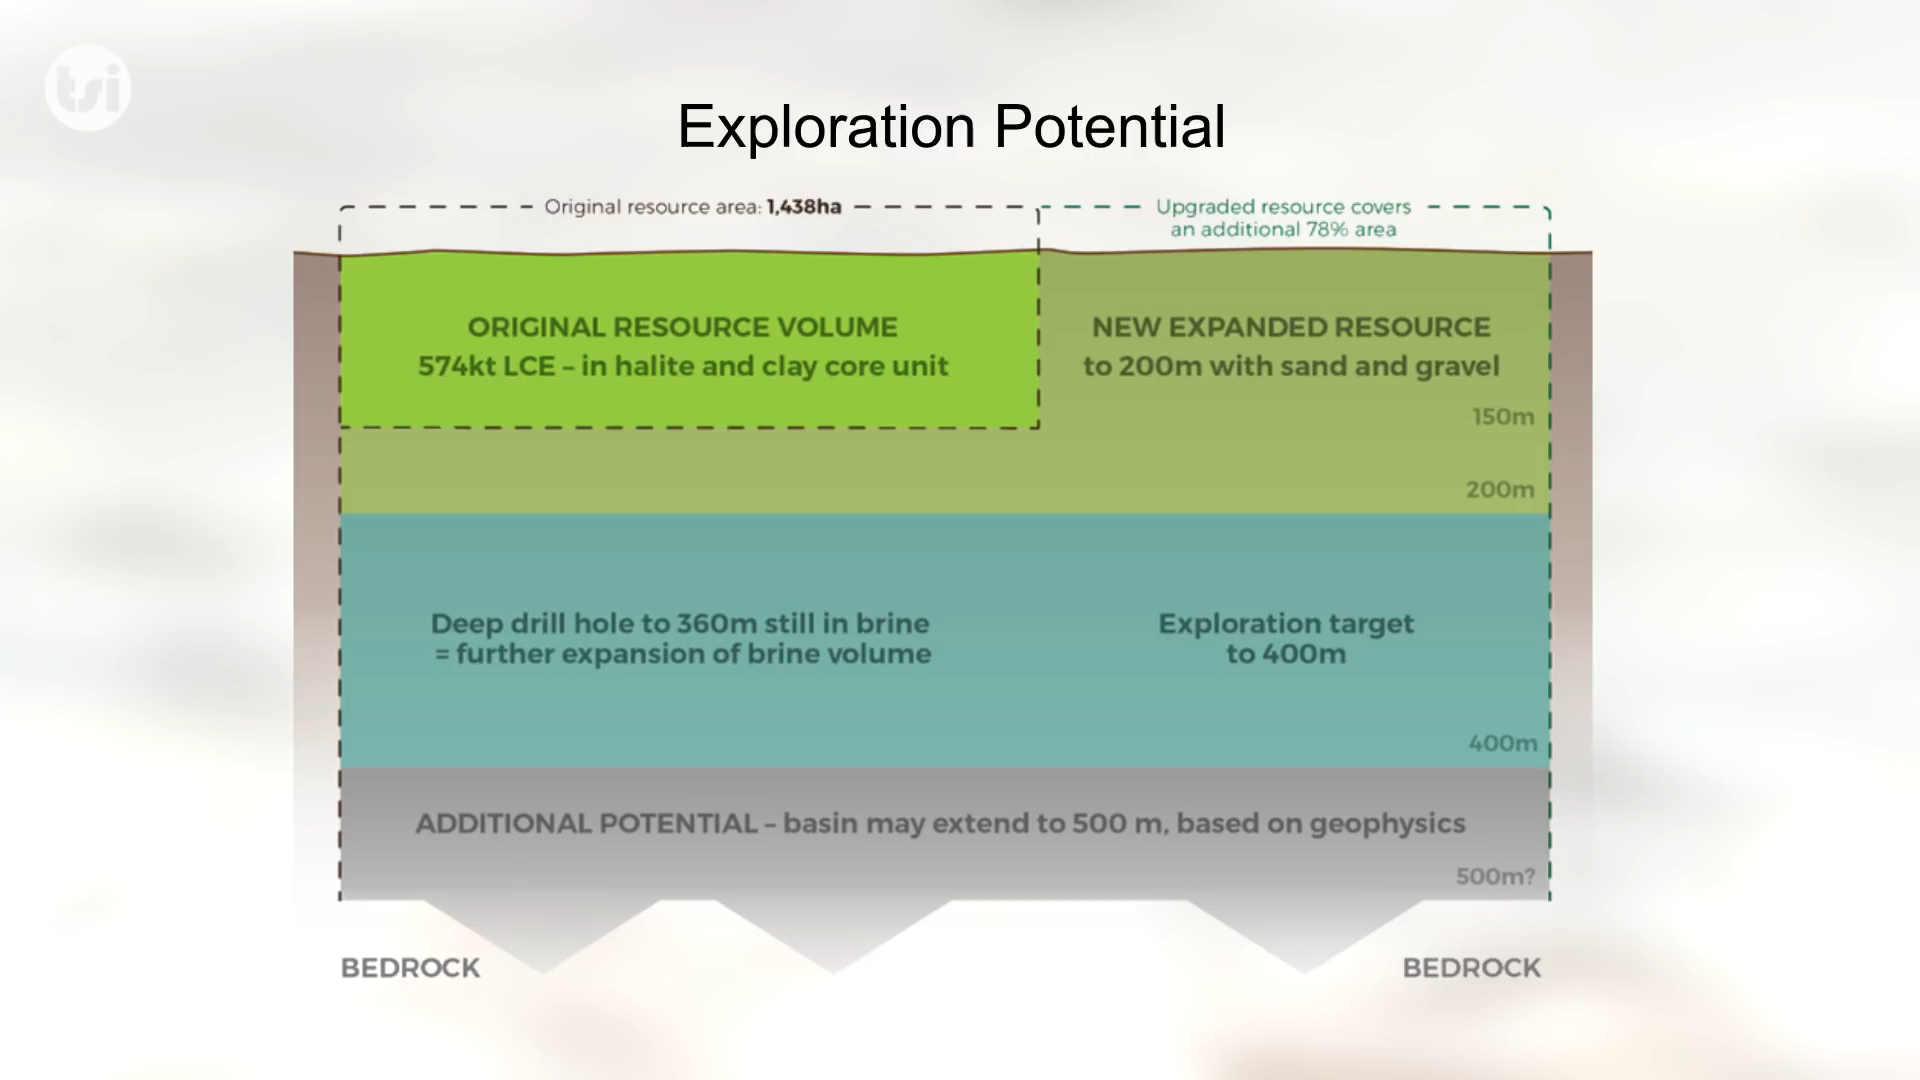 tsi
Exploration Potential
Original resource area: 1,438ha
Upgraded resource covers
an additional 78% area
ORIGINAL RESOURCE VOLUME
574kt LCE – in halite and clay core unit
NEW EXPANDED RESOURCE
to 200m with sand and gravel
150m
200m
Deep drill hole to 360m still in brine
= further expansion of brine volume
Exploration target
to 400m
400m
ADDITIONAL POTENTIAL – basin may extend to 500 m, based on geophysics
500m?
BEDROCK
BEDROCK